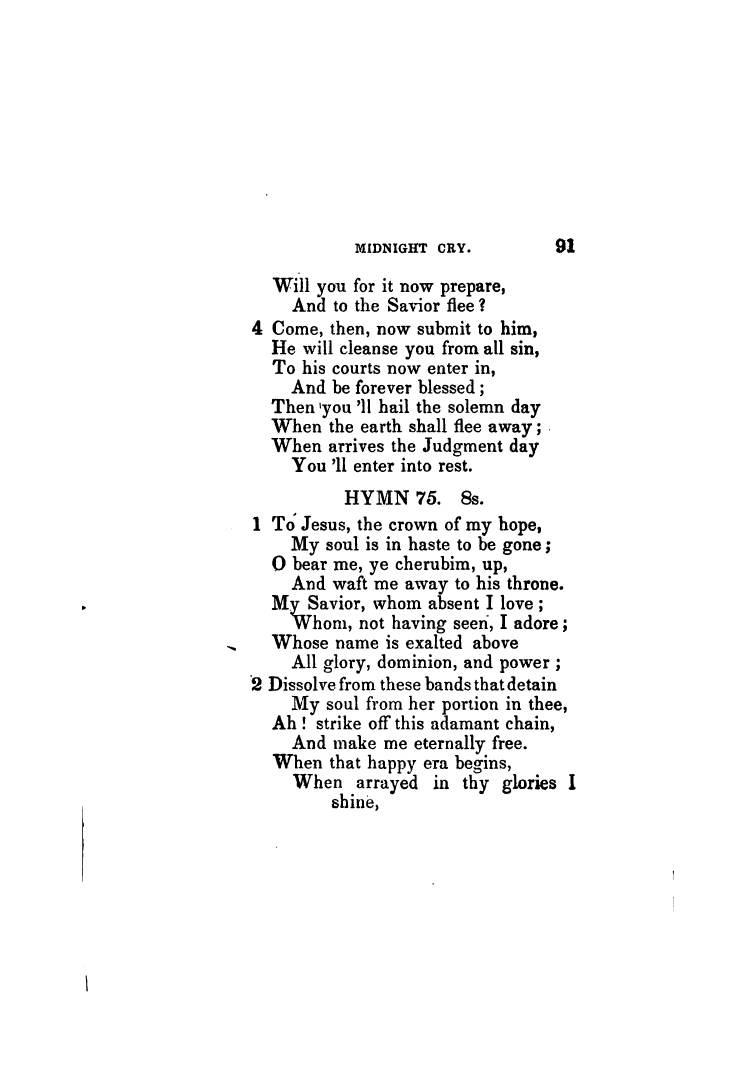 MIDNIGHT CRY. 91
Will you for it now prepare,
And to the Savior flee?
4 Come, then, now submit to him,
He will cleanse you from all sin,
To his courts now enter in,
And be forever blessed;
Then you 'll hail the solemn day
When the earth shall flee away;
When arrives the Judgment day
You 'll enter into rest.
HYMN 75. 8s.
1 To Jesus, the crown of my hope,
My soul is in haste to be gone;
O bear me, ye cherubim, up,
And waft me away to his throne.
My Savior, whom absent I love;
Whom, not having seen, I adore;
Whose name is exalted above
All glory, dominion, and power;
2 Dissolve from these bands that detain
My soul from her portion in thee,
Ah! strike off this adamant chain,
And make me eternally free.
When that happy era begins,
When arrayed in thy glories I
shine,